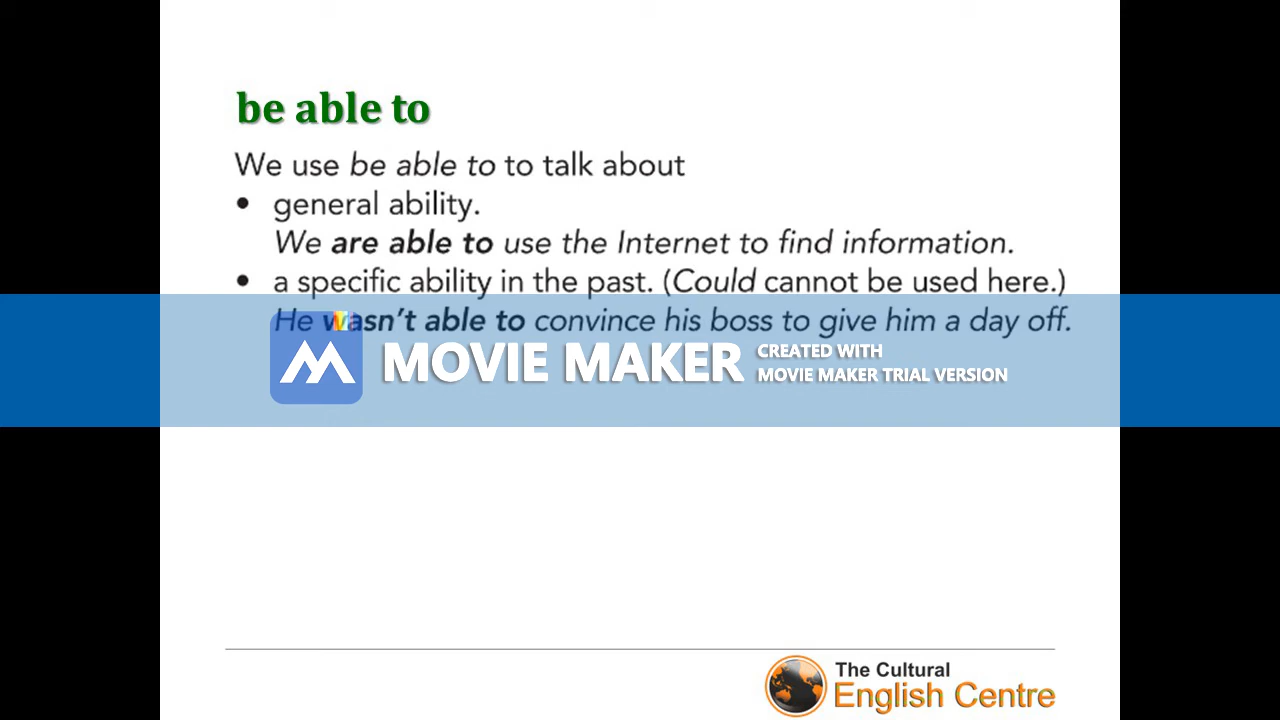 be able to
We use be able to to talk about
• general ability.
We are able to use the Internet to find information.
• a specific ability in the past. (Could cannot be used here.)
He wasn't able to convince his boss to give him a day off.
MOVIE MAKER
CREATED WITH
MOVIE MAKER TRIAL VERSION
The Cultural
English Centre